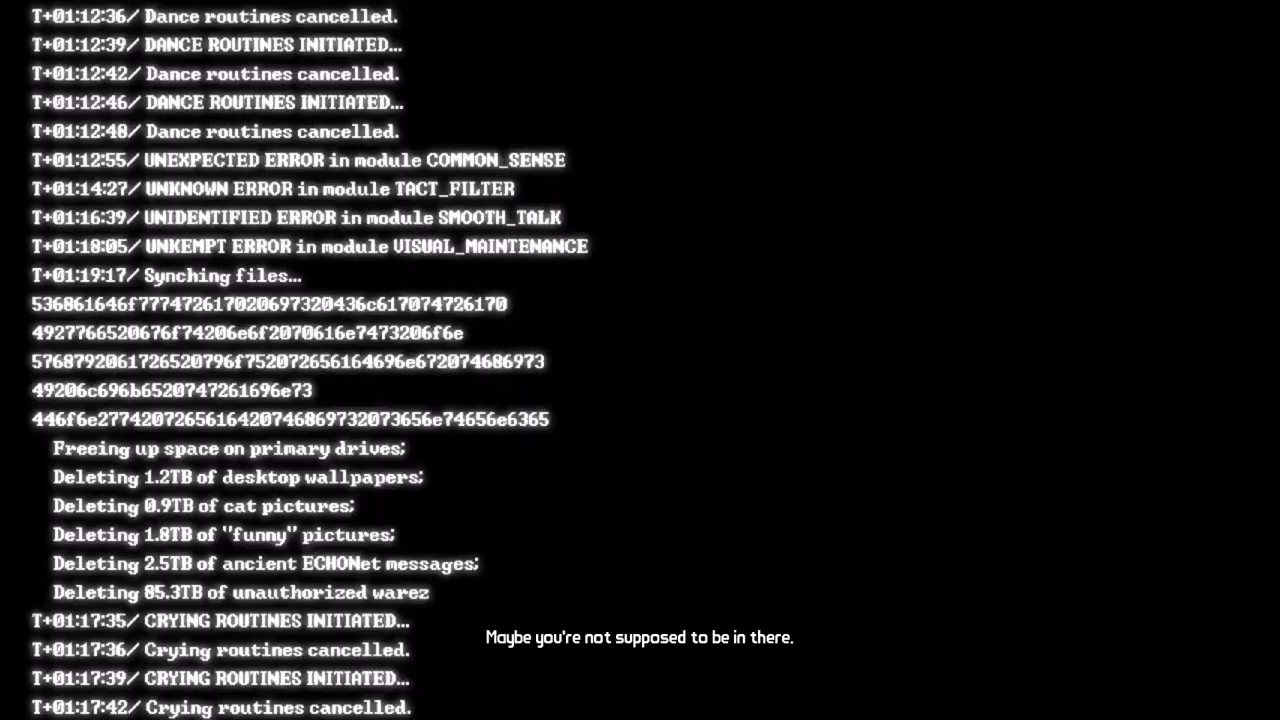 T+01:12:36/ Dance routines cancelled.
T+01:12:39/ DANCE ROUTINES INITIATED...
T+01:12:42/ Dance routines cancelled.
T+01:12:46/ DANCE ROUTINES INITIATED...
T+01:12:48/ Dance routines cancelled.
T+01:12:55/ UNEXPECTED ERROR in module COMMON_SENSE
T+01:14:27/ UNKNOWN ERROR in module TACT_FILTER
T+01:16:39/ UNIDENTIFIED ERROR in module SMOOTH_TALK
T+01:18:05/ UNKEMPT ERROR in module VISUAL_MAINTENANCE
T+01:19:17/ Synching files...
536861646f777472617020697320436c617074726170
4927766520676f74206e6f2070616e7473206f6e
5768792061726520796f752072656164696e672074686973
49206c696b6520747261696e73
446f6e2774207265616420746869732073656e74656e6365
Freeing up space on primary drives;
Deleting 1.2TB of desktop wallpapers;
Deleting 0.9TB of cat pictures;
Deleting 1.8TB of "funny" pictures;
Deleting 2.5TB of ancient ECHONet messages;
Deleting 85.3TB of unauthorized warez
T+01:17:35/ CRYING ROUTINES INITIATED...
Maybe you're not supposed to be in there.
T+01:17:36/ Crying routines cancelled.
T+01:17:39/ CRYING ROUTINES INITIATED...
T+01:17:42/ Crying routines cancelled.